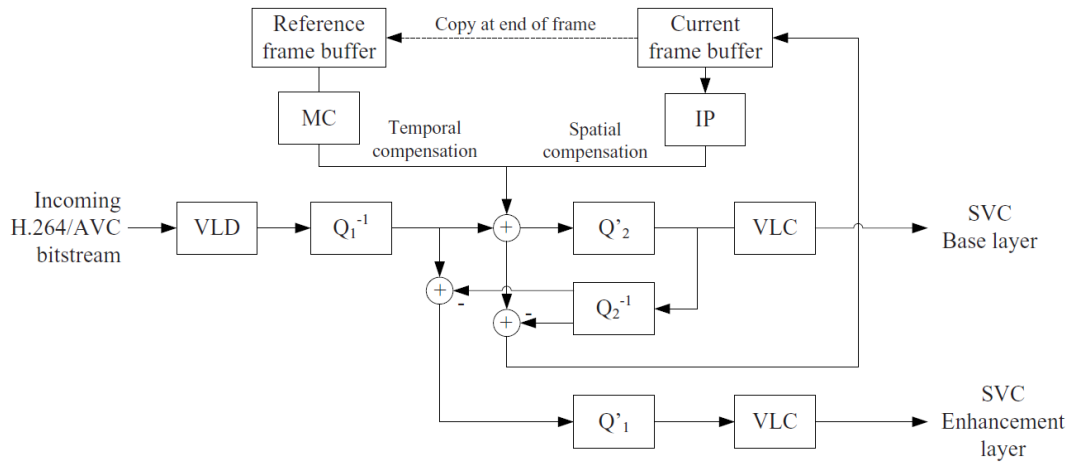 Reference
frame buffer
Copy at end of frame
Current
frame buffer
MC
IP
Temporal
compensation
Spatial
compensation
Incoming
H.264/AVC
bitstream
VLD
Q₁⁻¹
+
Q'₂
VLC
SVC
Base layer
+
-
Q₂⁻¹
+
-
Q'₁
VLC
SVC
Enhancement
layer